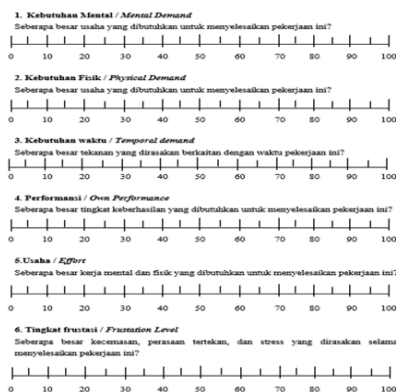 1. Kebutuhan Mental / Mental Demand
Seberapa besar usaha yang dibutuhkan untuk menyelesaikan pekerjaan ini?
0 10 20 30 40 50 60 70 80 90 100
2. Kebutuhan Fisik / Physical Demand
Seberapa besar usaha yang dibutuhkan untuk menyelesaikan pekerjaan ini?
0 10 20 30 40 50 60 70 80 90 100
3. Kebutuhan waktu / Temporal demand
Seberapa besar tekanan yang dirasakan berkaitan dengan waktu pekerjaan ini?
0 10 20 30 40 50 60 70 80 90 100
4. Performansi / Own Performance
Seberapa besar tingkat keberhasilan yang dibutuhkan untuk menyelesaikan pekerjaan ini?
0 10 20 30 40 50 60 70 80 90 100
5.Usaha / Effort
Seberapa besar kerja mental dan fisik yang dibutuhkan untuk menyelesaikan pekerjaan ini?
0 10 20 30 40 50 60 70 80 90 100
6. Tingkat frustasi / Frustation Level
Seberapa besar kecemasan, perasaan tertekan, dan stress yang dirasakan selama
menyelesaikan pekerjaan ini?
0 10 20 30 40 50 60 70 80 90 100